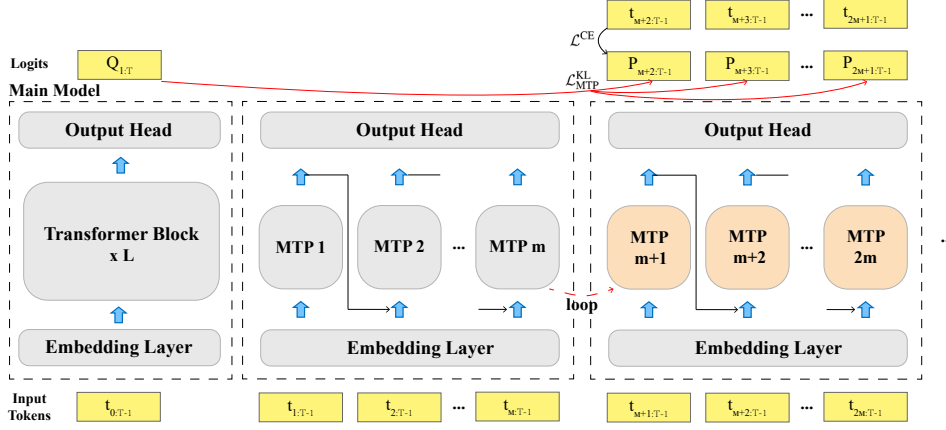 t_{M+2:T-1} t_{M+3:T-1} ... t_{2M+1:T-1}
ℒ^{CE}
Logits Q_{1:T} P_{M+2:T-1} P_{M+3:T-1} ... P_{2M+1:T-1}
ℒ^{KL}_{MTP}
Main Model
Output Head Output Head Output Head
Transformer Block
x L
MTP 1 MTP 2 ... MTP m
MTP
m+1
MTP
m+2
...
MTP
2m
...
loop
Embedding Layer Embedding Layer Embedding Layer
Input
Tokens
t_{0:T-1} t_{1:T-1} t_{2:T-1} ... t_{M:T-1} t_{M+1:T-1} t_{M+2:T-1} ... t_{2M:T-1}